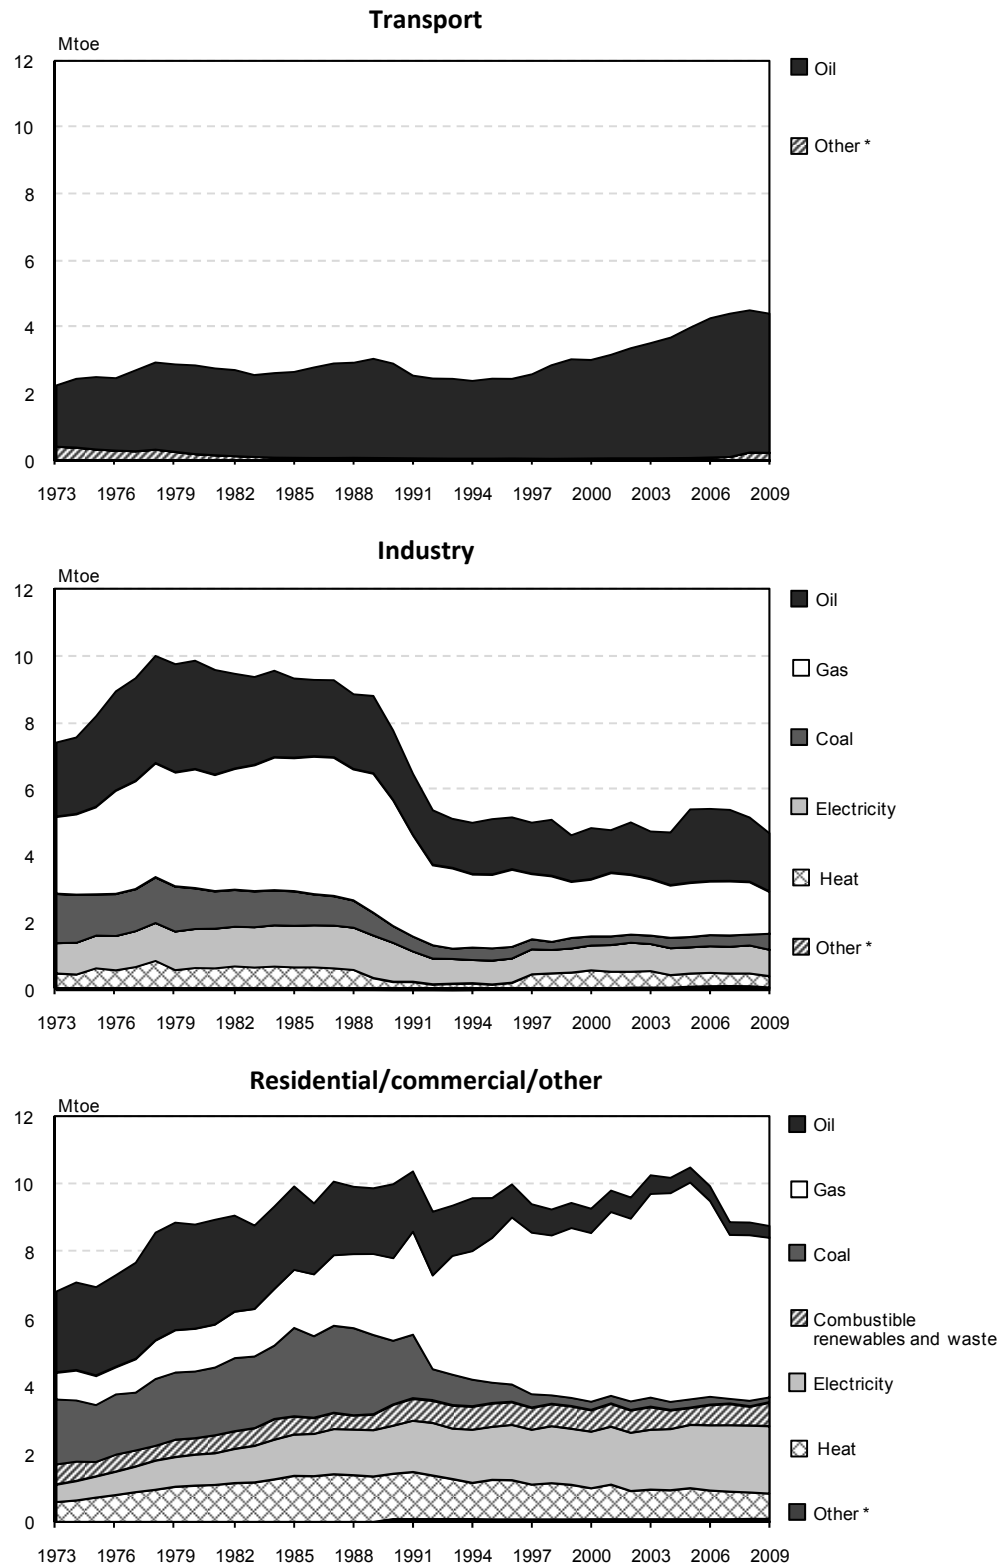 Transport
Mtoe
12
10
8
6
4
2
0
1973 1976 1979 1982 1985 1988 1991 1994 1997 2000 2003 2006 2009
Oil
Other *
Industry
Mtoe
12
10
8
6
4
2
0
1973 1976 1979 1982 1985 1988 1991 1994 1997 2000 2003 2006 2009
Oil
Gas
Coal
Electricity
Heat
Other *
Residential/commercial/other
Mtoe
12
10
8
6
4
2
0
1973 1976 1979 1982 1985 1988 1991 1994 1997 2000 2003 2006 2009
Oil
Gas
Coal
Combustible
renewables and waste
Electricity
Heat
Other *